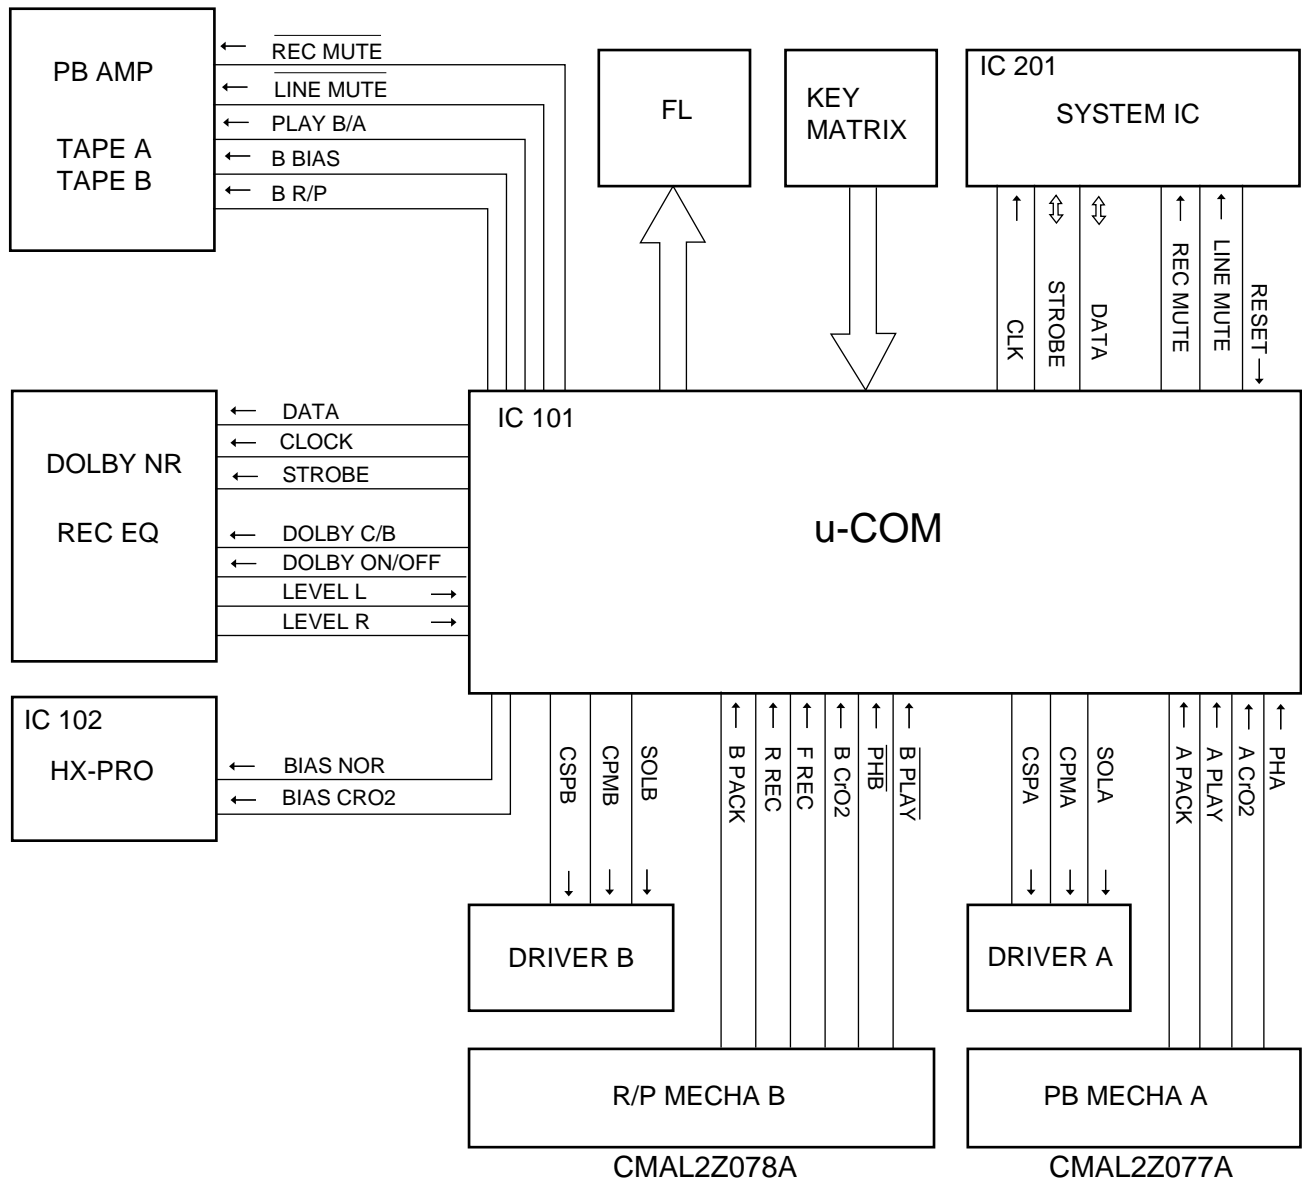 PB AMP
TAPE A
TAPE B
REC MUTE
LINE MUTE
PLAY B/A
B BIAS
B R/P
FL
KEY
MATRIX
IC 201
SYSTEM IC
CLK
STROBE
DATA
REC MUTE
LINE MUTE
RESET
DOLBY NR
REC EQ
DATA
CLOCK
STROBE
DOLBY C/B
DOLBY ON/OFF
LEVEL L
LEVEL R
IC 101
u-COM
IC 102
HX-PRO
BIAS NOR
BIAS CRO2
CSPB
CPMB
SOLB
B PACK
R REC
F REC
B CrO2
PHB
B PLAY
CSPA
CPMA
SOLA
A PACK
A PLAY
A CrO2
PHA
DRIVER B
DRIVER A
R/P MECHA B
PB MECHA A
CMAL2Z078A
CMAL2Z077A